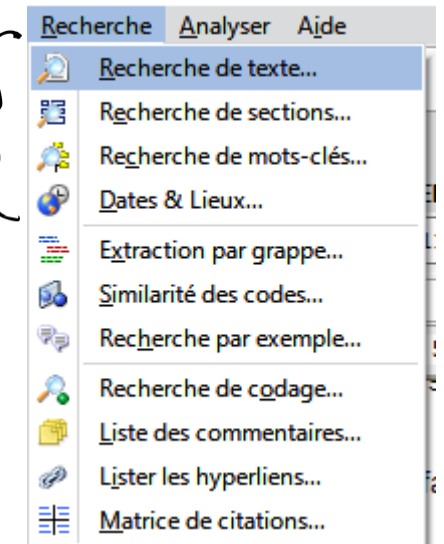 Recherche Analyser Aide
Recherche de texte...
Recherche de sections...
Recherche de mots-clés...
Dates & Lieux...
Extraction par grappe...
Similarité des codes...
Recherche par exemple...
Recherche de codage...
Liste des commentaires...
Lister les hyperliens...
Matrice de citations...